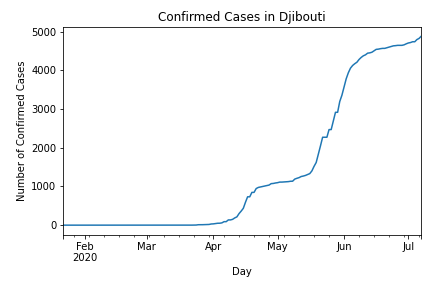 Confirmed Cases in Djibouti
Number of Confirmed Cases
5000
4000
3000
2000
1000
0
Feb Mar Apr May Jun Jul
2020
Day